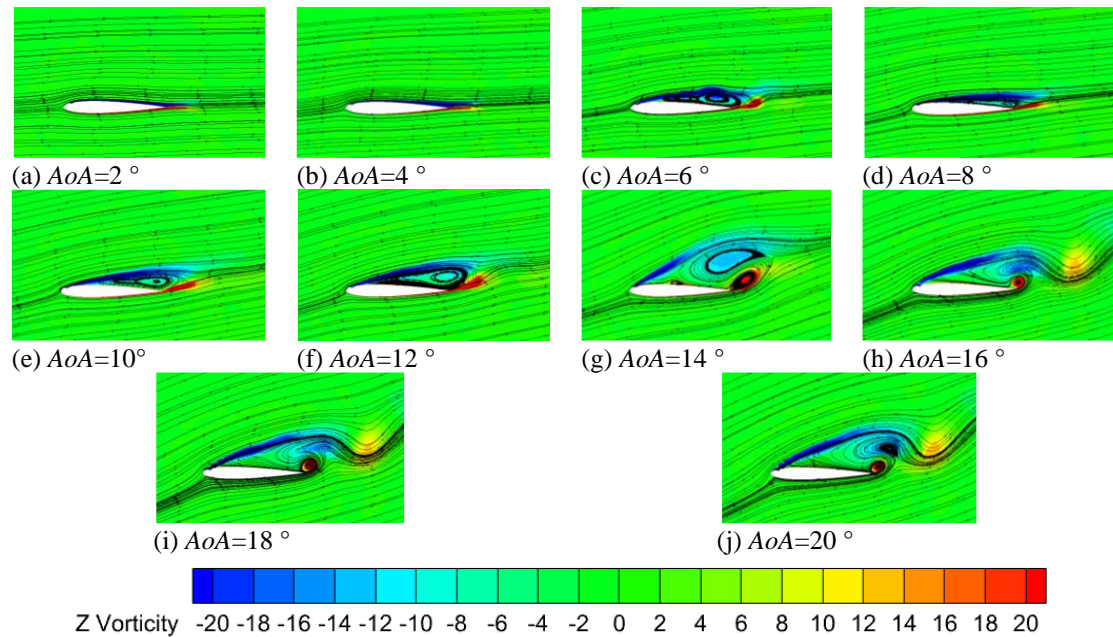 (a) AoA=2 ° (b) AoA=4 ° (c) AoA=6 ° (d) AoA=8 °
(e) AoA=10° (f) AoA=12 ° (g) AoA=14 ° (h) AoA=16 °
(i) AoA=18 ° (j) AoA=20 °
Z Vorticity -20 -18 -16 -14 -12 -10 -8 -6 -4 -2 0 2 4 6 8 10 12 14 16 18 20